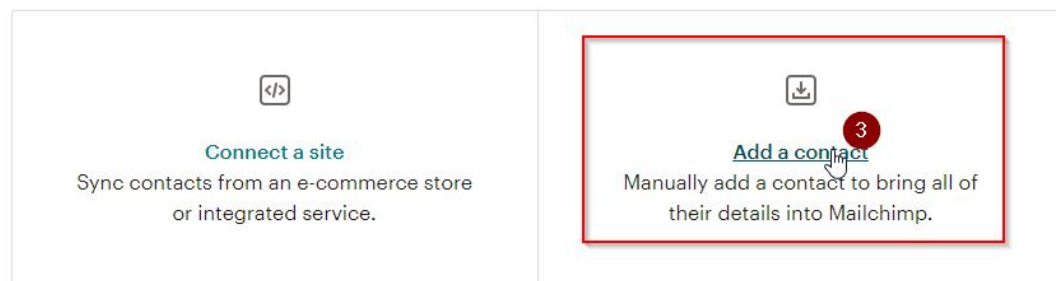 </>
Connect a site
Sync contacts from an e-commerce store
or integrated service.
3
Add a contact
Manually add a contact to bring all of
their details into Mailchimp.